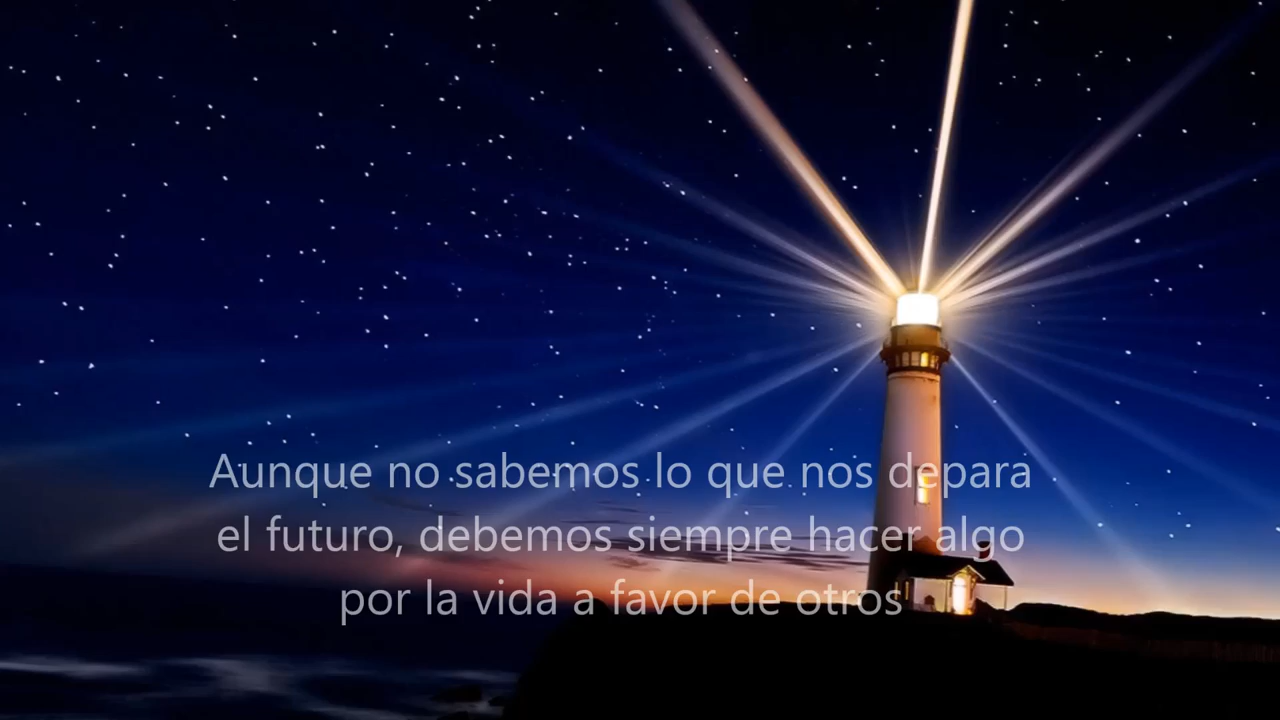 Aunque no sabemos lo que nos depara
el futuro, debemos siempre hacer algo
por la vida a favor de otros